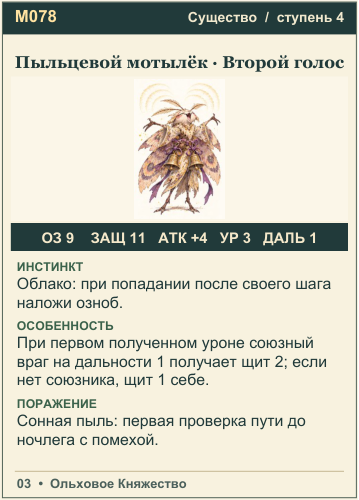 M078
Существо / ступень 4
Пыльцевой мотылёк · Второй голос
ОЗ 9 ЗАЩ 11 АТК +4 УР 3 ДАЛЬ 1
ИНСТИНКТ
Облако: при попадании после своего шага
наложи озноб.
ОСОБЕННОСТЬ
При первом полученном уроне союзный
враг на дальности 1 получает щит 2; если
нет союзника, щит 1 себе.
ПОРАЖЕНИЕ
Сонная пыль: первая проверка пути до
ночлега с помехой.
03 • Ольховое Княжество